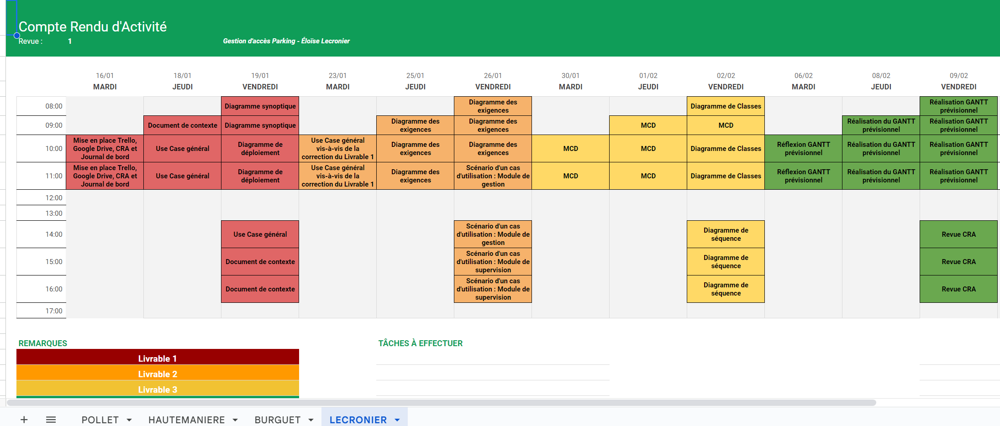 Compte Rendu d'Activité
Revue : 1 Gestion d'accès Parking - Éloïse Lecronier
16/01 18/01 19/01 23/01 25/01 26/01 30/01 01/02 02/02 06/02 08/02 09/02
MARDI JEUDI VENDREDI MARDI JEUDI VENDREDI MARDI JEUDI VENDREDI MARDI JEUDI VENDREDI
08:00
Diagramme synoptique
Diagramme des
exigences
Diagramme de Classes
Réalisation GANTT
prévisionnel
09:00
Document de contexte
Diagramme synoptique
Diagramme des
exigences
Diagramme des
exigences
MCD
MCD
Réalisation du GANTT
prévisionnel
Réalisation GANTT
prévisionnel
10:00
Mise en place Trello,
Google Drive, CRA et
Journal de bord
Use Case général
Diagramme de
déploiement
Use Case général
vis-à-vis de la
correction du Livrable 1
Diagramme des
exigences
Diagramme des
exigences
MCD
MCD
Diagramme de Classes
Réflexion GANTT
prévisionnel
Réalisation du GANTT
prévisionnel
Réalisation GANTT
prévisionnel
11:00
Mise en place Trello,
Google Drive, CRA et
Journal de bord
Use Case général
Diagramme de
déploiement
Use Case général
vis-à-vis de la
correction du Livrable 1
Diagramme des
exigences
Scénario d'un cas
d'utilisation : Module de
gestion
MCD
MCD
Diagramme de Classes
Réflexion GANTT
prévisionnel
Réalisation du GANTT
prévisionnel
Réalisation GANTT
prévisionnel
12:00
13:00
14:00
Use Case général
Scénario d'un cas
d'utilisation : Module de
gestion
Diagramme de
séquence
Revue CRA
15:00
Document de contexte
Scénario d'un cas
d'utilisation : Module de
supervision
Diagramme de
séquence
Revue CRA
16:00
Document de contexte
Scénario d'un cas
d'utilisation : Module de
supervision
Diagramme de
séquence
Revue CRA
17:00
REMARQUES
TÂCHES À EFFECTUER
Livrable 1
Livrable 2
Livrable 3
POLLET HAUTEMANIERE BURGUET LECRONIER